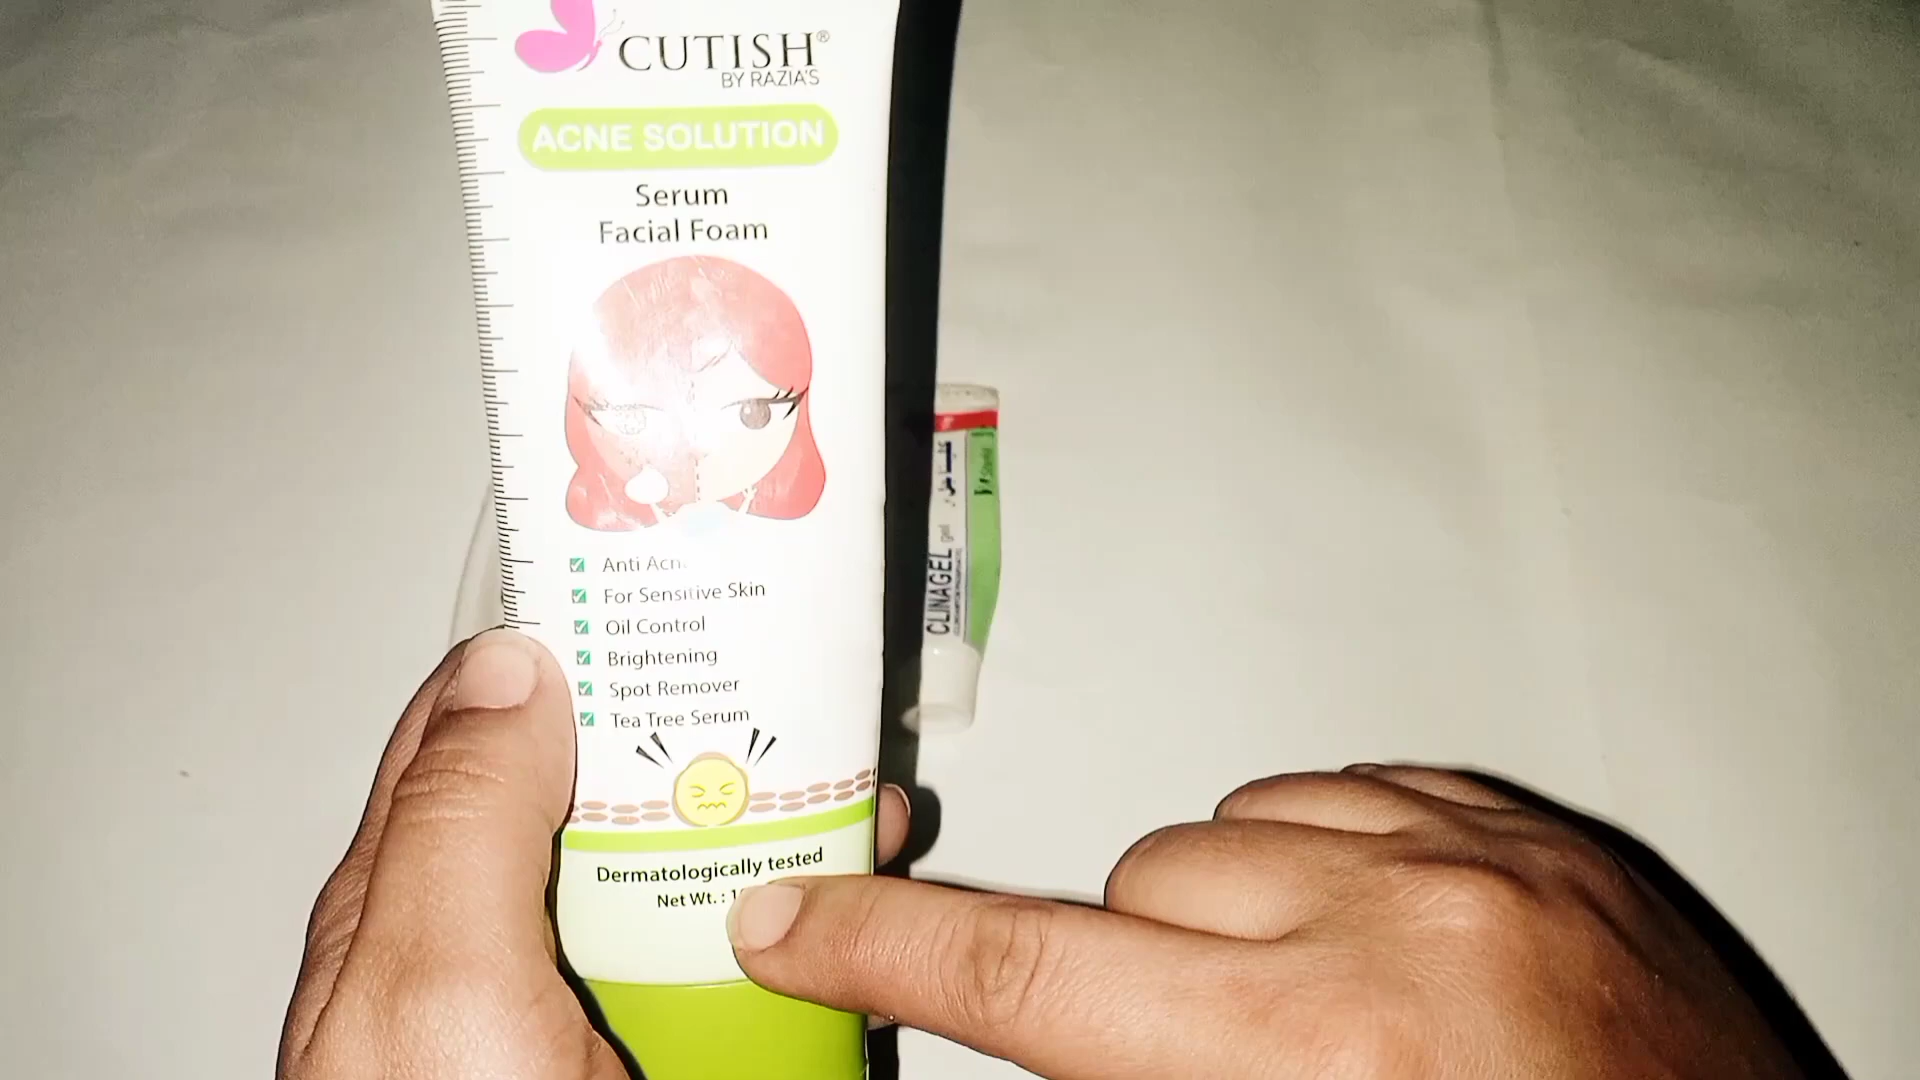 CUTISH®
BY RAZIA'S
ACNE SOLUTION
Serum
Facial Foam
Anti
For Sensitive Skin
Oil Control
Brightening
Spot Remover
Tea Tree Serum
Dermatologically tested
Net Wt. :
CLINAGEL gel